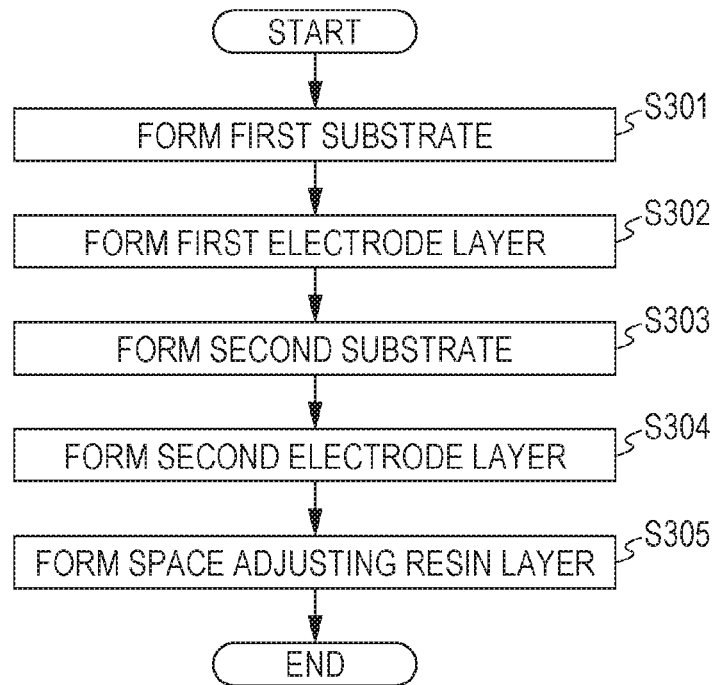 START
FORM FIRST SUBSTRATE
S301
FORM FIRST ELECTRODE LAYER
S302
FORM SECOND SUBSTRATE
S303
FORM SECOND ELECTRODE LAYER
S304
FORM SPACE ADJUSTING RESIN LAYER
S305
END